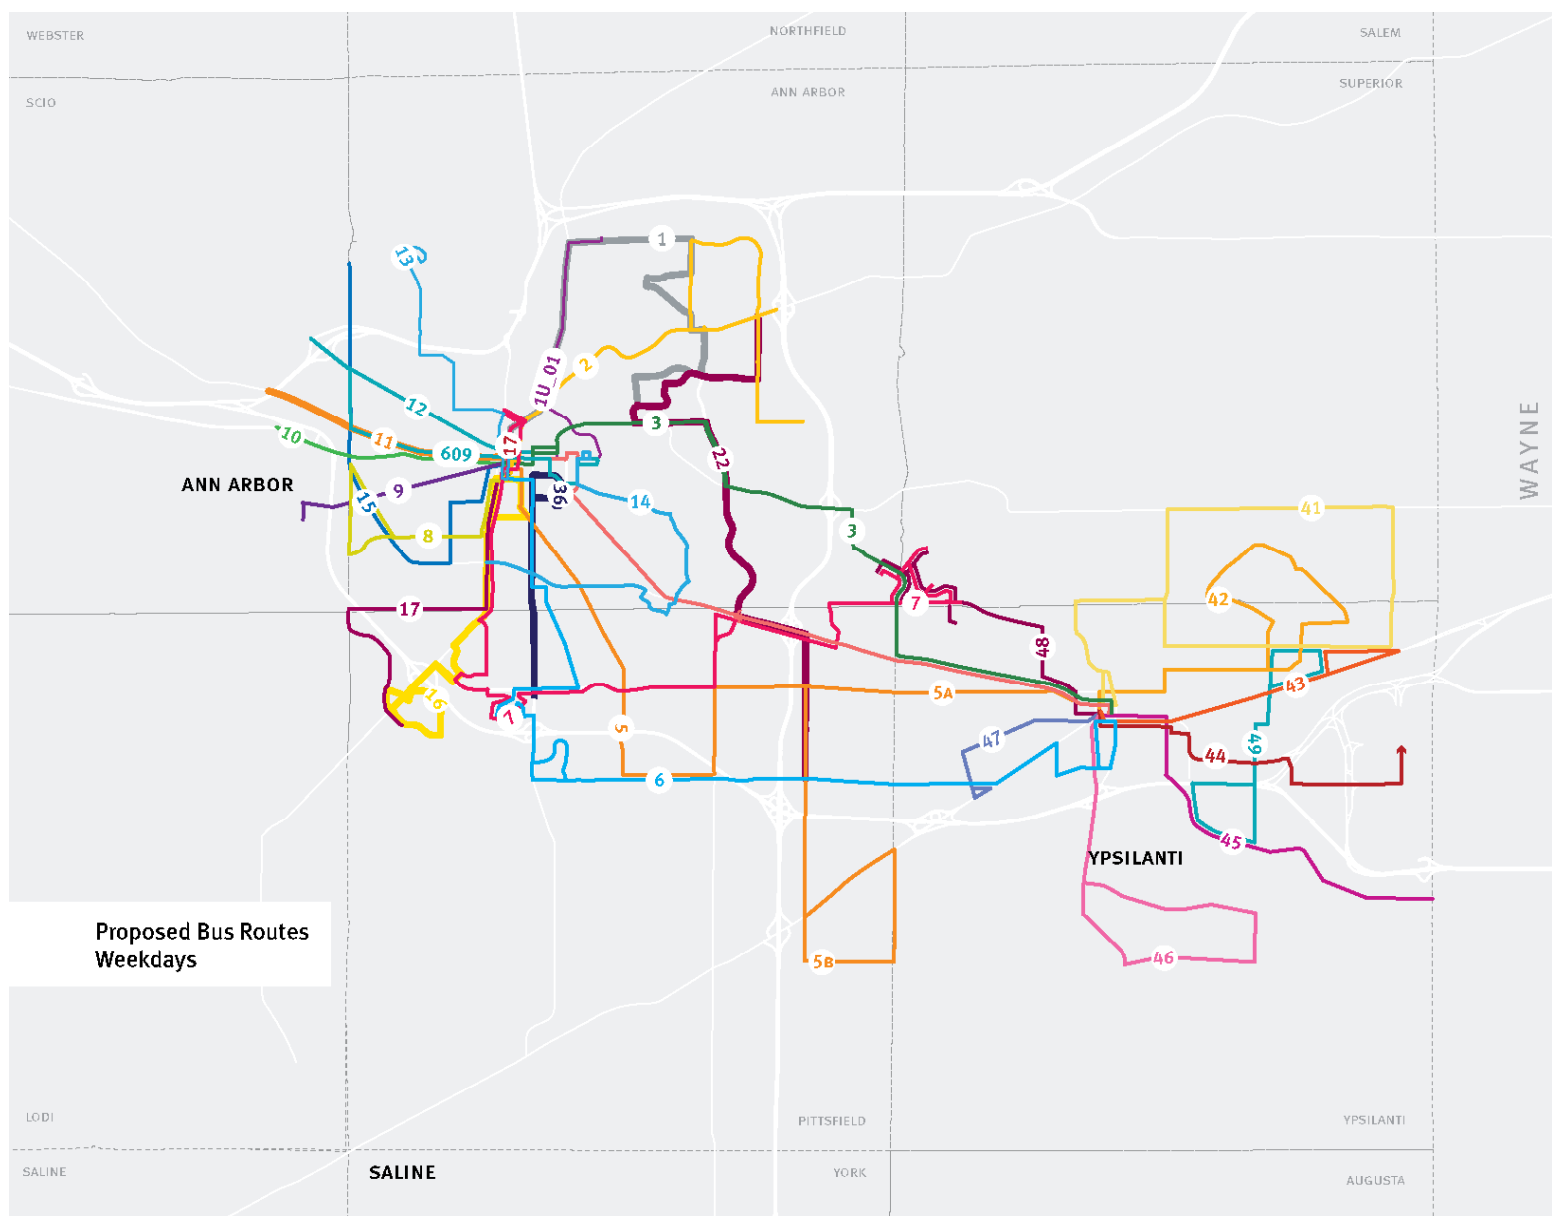 WEBSTER
NORTHFIELD
SALEM
SCIO
ANN ARBOR
SUPERIOR
1
13
1U_01
2
12
3
10
11
17
609
22
ANN ARBOR
9
15
36
14
8
3
41
WAYNE
17
7
42
48
16
7
5
5A
43
47
49
44
6
45
YPSILANTI
Proposed Bus Routes
Weekdays
5B
46
LODI
PITTSFIELD
YPSILANTI
SALINE
SALINE
YORK
AUGUSTA